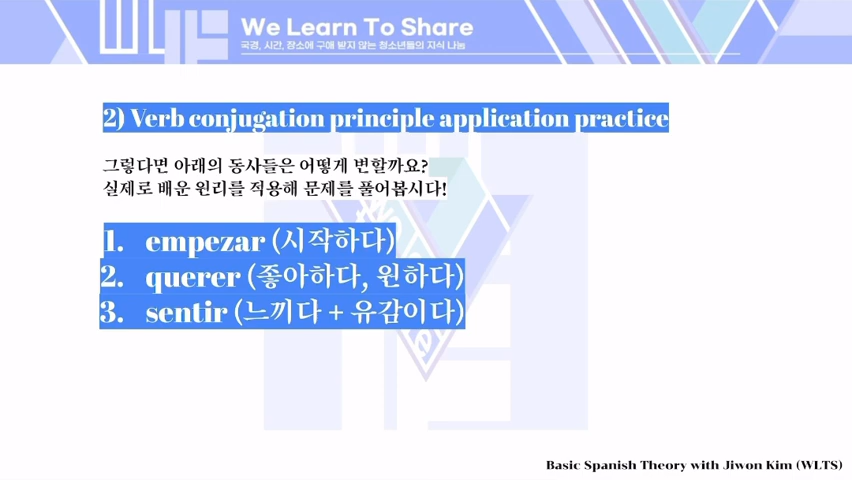 We Learn To Share
국경, 시간, 장소에 구애 받지 않는 청소년들의 지식 나눔
2) Verb conjugation principle application practice
그렇다면 아래의 동사들은 어떻게 변할까요?
실제로 배운 원리를 적용해 문제를 풀어봅시다!
1. empezar (시작하다)
2. querer (좋아하다, 원하다)
3. sentir (느끼다 + 유감이다)
Basic Spanish Theory with Jiwon Kim (WLTS)